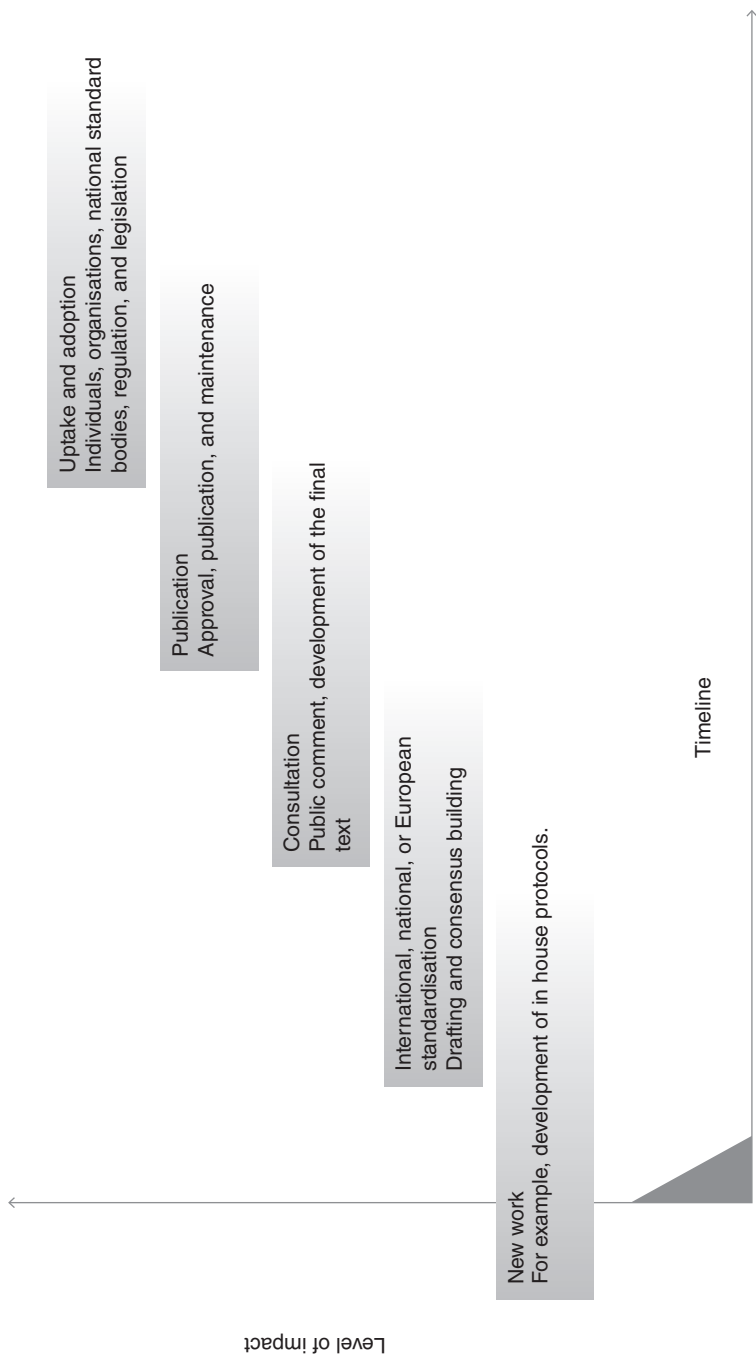 Uptake and adoption
Individuals, organisations, national standard
bodies, regulation, and legislation
Publication
Approval, publication, and maintenance
Consultation
Public comment, development of the final
text
International, national, or European
standardisation
Drafting and consensus building
New work
For example, development of in house protocols.
Timeline
Level of impact